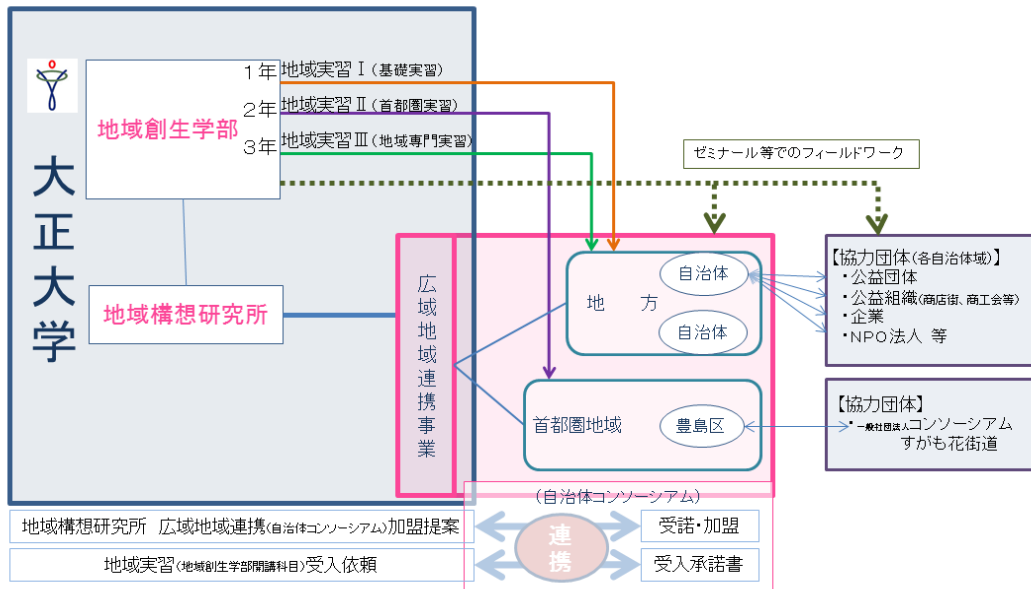 大正大学
地域創生学部
1年 地域実習Ⅰ(基礎実習)
2年 地域実習Ⅱ(首都圏実習)
3年 地域実習Ⅲ(地域専門実習)
ゼミナール等でのフィールドワーク
地域構想研究所
広域地域連携事業
地　方
自治体
自治体
首都圏地域
豊島区
【協力団体(各自治体域)】
・公益団体
・公益組織(商店街、商工会等)
・企業
・NPO法人 等
【協力団体】
・一般社団法人コンソーシアム
すがも花街道
(自治体コンソーシアム)
地域構想研究所 広域地域連携(自治体コンソーシアム)加盟提案
連携
受諾・加盟
地域実習(地域創生学部開講科目)受入依頼
受入承諾書